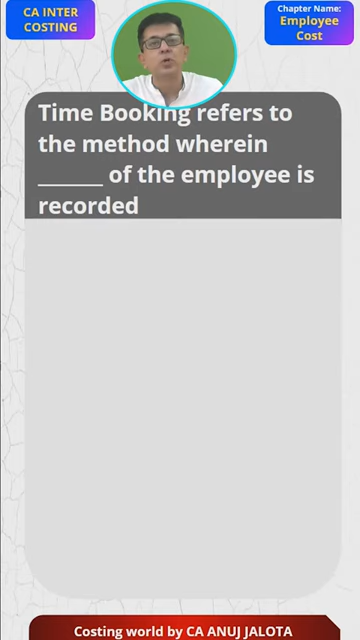 CA INTER
COSTING
Chapter Name:
Employee
Cost
Time Booking refers to
the method wherein
______ of the employee is
recorded
Costing world by CA ANUJ JALOTA